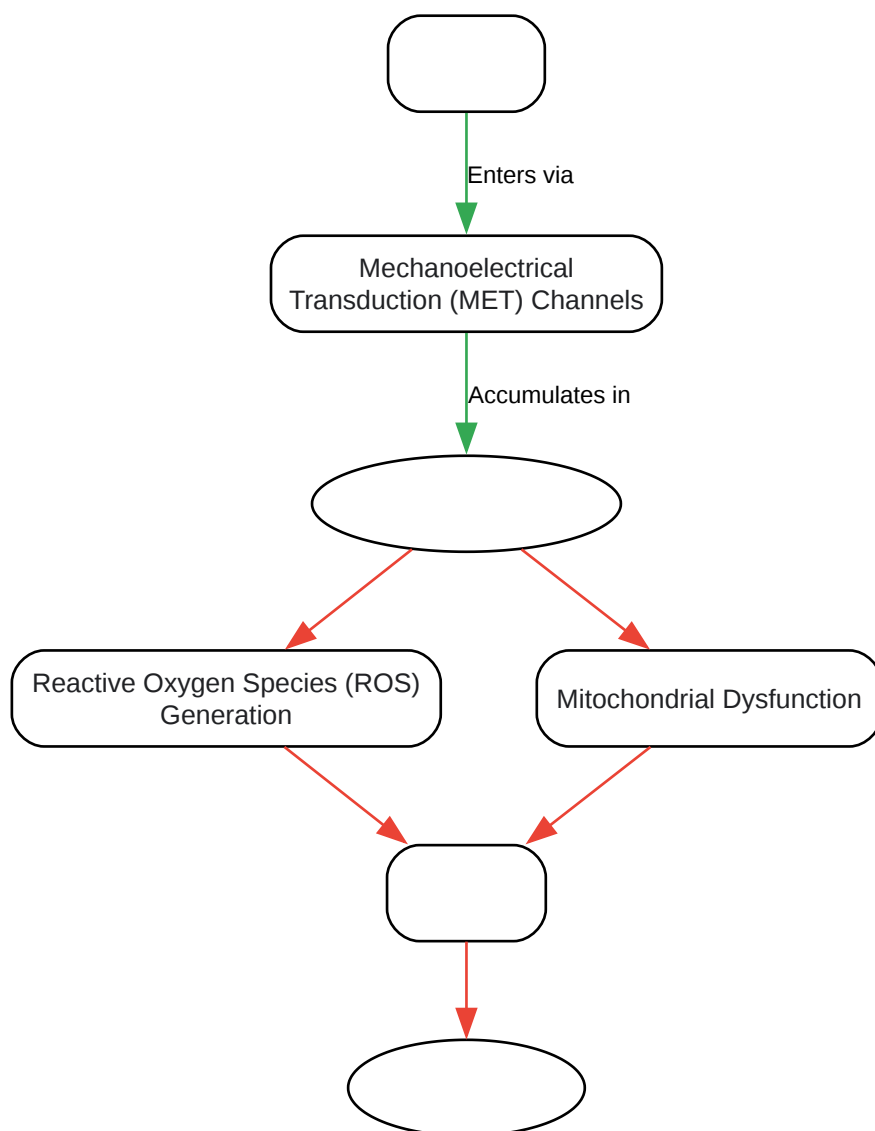 Enters via
Mechanoelectrical
Transduction (MET) Channels
Accumulates in
Reactive Oxygen Species (ROS)
Generation
Mitochondrial Dysfunction